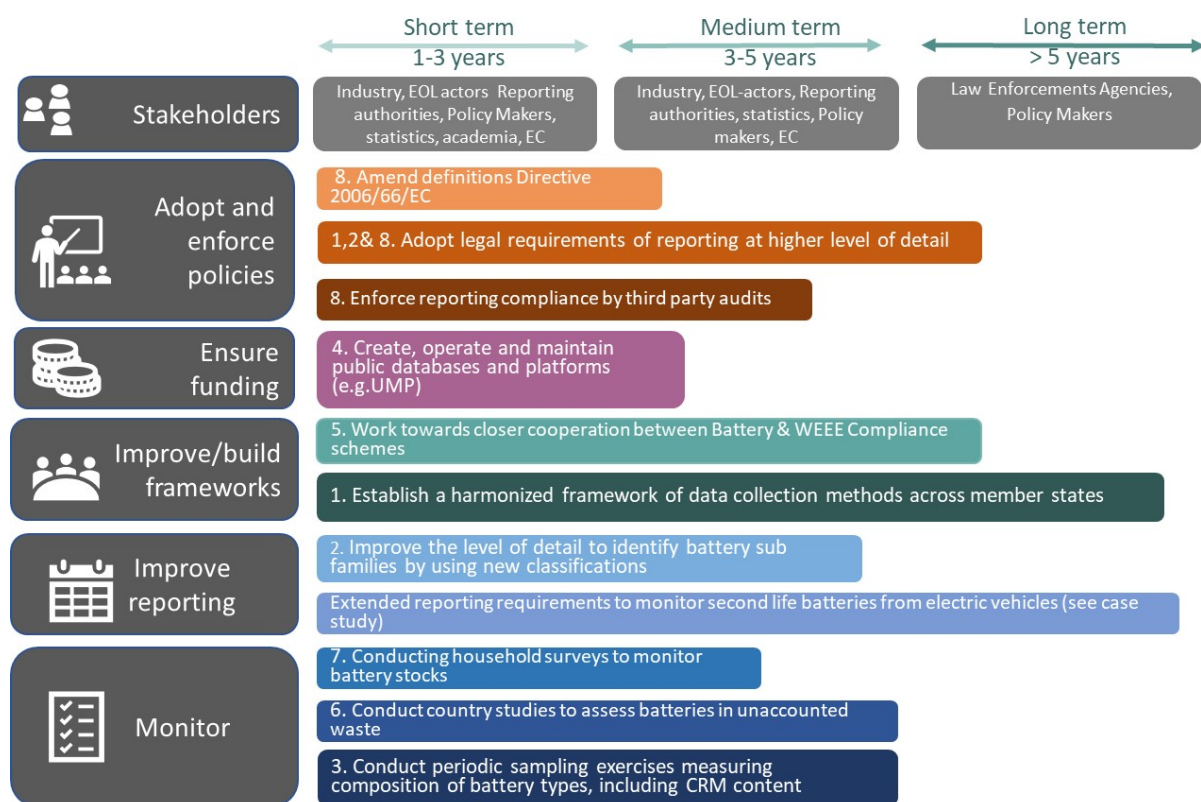 Short term
Medium term
Long term
1-3 years
3-5 years
> 5 years
Stakeholders
Industry, EOL actors Reporting
authorities, Policy Makers,
statistics, academia, EC
Industry, EOL-actors, Reporting
authorities, statistics, Policy
makers, EC
Law Enforcements Agencies,
Policy Makers
Adopt and
enforce
policies
8. Amend definitions Directive
2006/66/EC
1,2& 8. Adopt legal requirements of reporting at higher level of detail
8. Enforce reporting compliance by third party audits
Ensure
funding
4. Create, operate and maintain
public databases and platforms
(e.g.UMP)
Improve/build
frameworks
5. Work towards closer cooperation between Battery & WEEE Compliance
schemes
1. Establish a harmonized framework of data collection methods across member states
Improve
reporting
2. Improve the level of detail to identify battery sub
families by using new classifications
Extended reporting requirements to monitor second life batteries from electric vehicles (see case
study)
Monitor
7. Conducting household surveys to monitor
battery stocks
6. Conduct country studies to assess batteries in unaccounted
waste
3. Conduct periodic sampling exercises measuring
composition of battery types, including CRM content